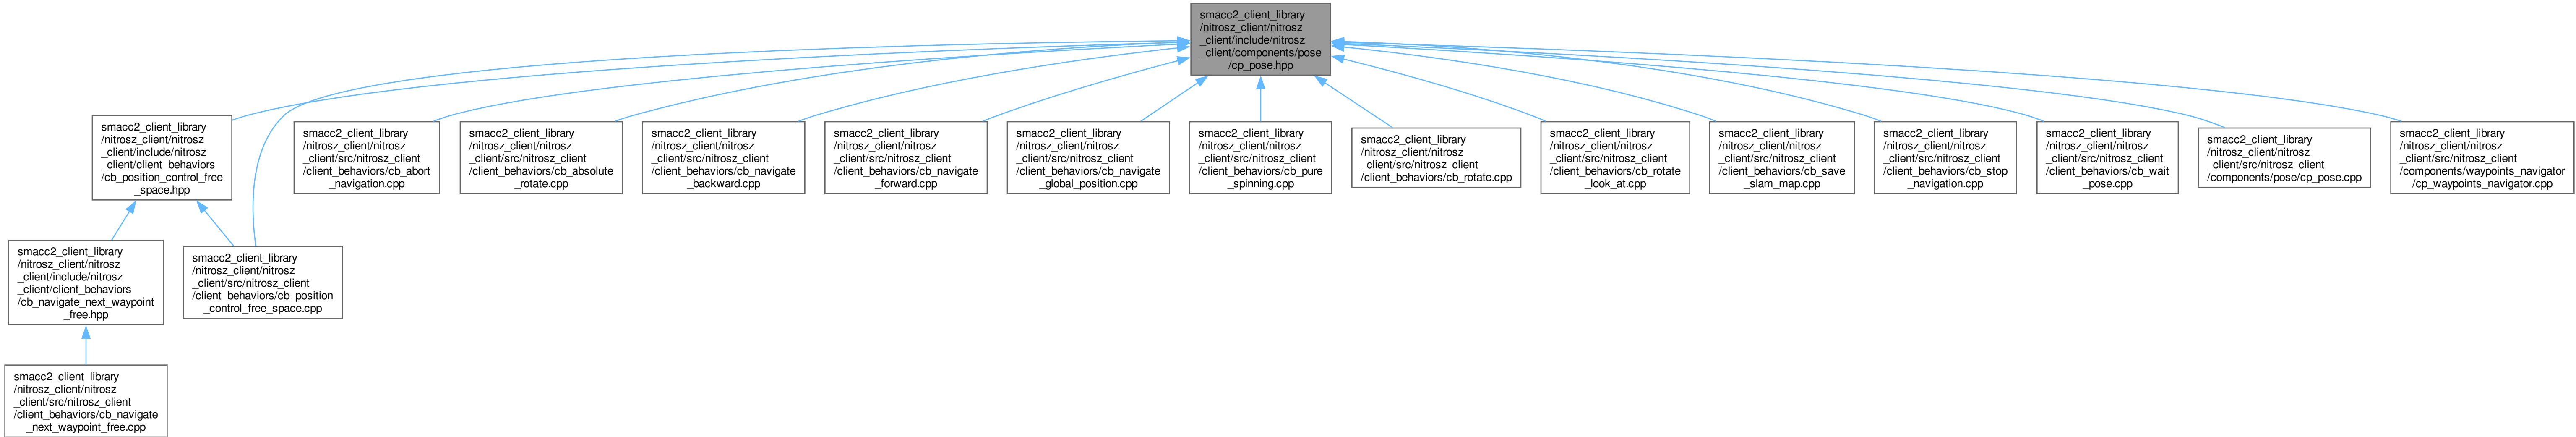 smacc2_client_library
/nitrosz_client/nitrosz
_client/include/nitrosz
_client/components/pose
/cp_pose.hpp
smacc2_client_library
/nitrosz_client/nitrosz
_client/include/nitrosz
_client/client_behaviors
/cb_position_control_free
_space.hpp
smacc2_client_library
/nitrosz_client/nitrosz
_client/src/nitrosz_client
/client_behaviors/cb_abort
_navigation.cpp
smacc2_client_library
/nitrosz_client/nitrosz
_client/src/nitrosz_client
/client_behaviors/cb_absolute
_rotate.cpp
smacc2_client_library
/nitrosz_client/nitrosz
_client/src/nitrosz_client
/client_behaviors/cb_navigate
_backward.cpp
smacc2_client_library
/nitrosz_client/nitrosz
_client/src/nitrosz_client
/client_behaviors/cb_navigate
_forward.cpp
smacc2_client_library
/nitrosz_client/nitrosz
_client/src/nitrosz_client
/client_behaviors/cb_navigate
_global_position.cpp
smacc2_client_library
/nitrosz_client/nitrosz
_client/src/nitrosz_client
/client_behaviors/cb_pure
_spinning.cpp
smacc2_client_library
/nitrosz_client/nitrosz
_client/src/nitrosz_client
/client_behaviors/cb_rotate.cpp
smacc2_client_library
/nitrosz_client/nitrosz
_client/src/nitrosz_client
/client_behaviors/cb_rotate
_look_at.cpp
smacc2_client_library
/nitrosz_client/nitrosz
_client/src/nitrosz_client
/client_behaviors/cb_save
_slam_map.cpp
smacc2_client_library
/nitrosz_client/nitrosz
_client/src/nitrosz_client
/client_behaviors/cb_stop
_navigation.cpp
smacc2_client_library
/nitrosz_client/nitrosz
_client/src/nitrosz_client
/client_behaviors/cb_wait
_pose.cpp
smacc2_client_library
/nitrosz_client/nitrosz
_client/src/nitrosz_client
/components/pose/cp_pose.cpp
smacc2_client_library
/nitrosz_client/nitrosz
_client/src/nitrosz_client
/components/waypoints_navigator
/cp_waypoints_navigator.cpp
smacc2_client_library
/nitrosz_client/nitrosz
_client/include/nitrosz
_client/client_behaviors
/cb_navigate_next_waypoint
_free.hpp
smacc2_client_library
/nitrosz_client/nitrosz
_client/src/nitrosz_client
/client_behaviors/cb_position
_control_free_space.cpp
smacc2_client_library
/nitrosz_client/nitrosz
_client/src/nitrosz_client
/client_behaviors/cb_navigate
_next_waypoint_free.cpp